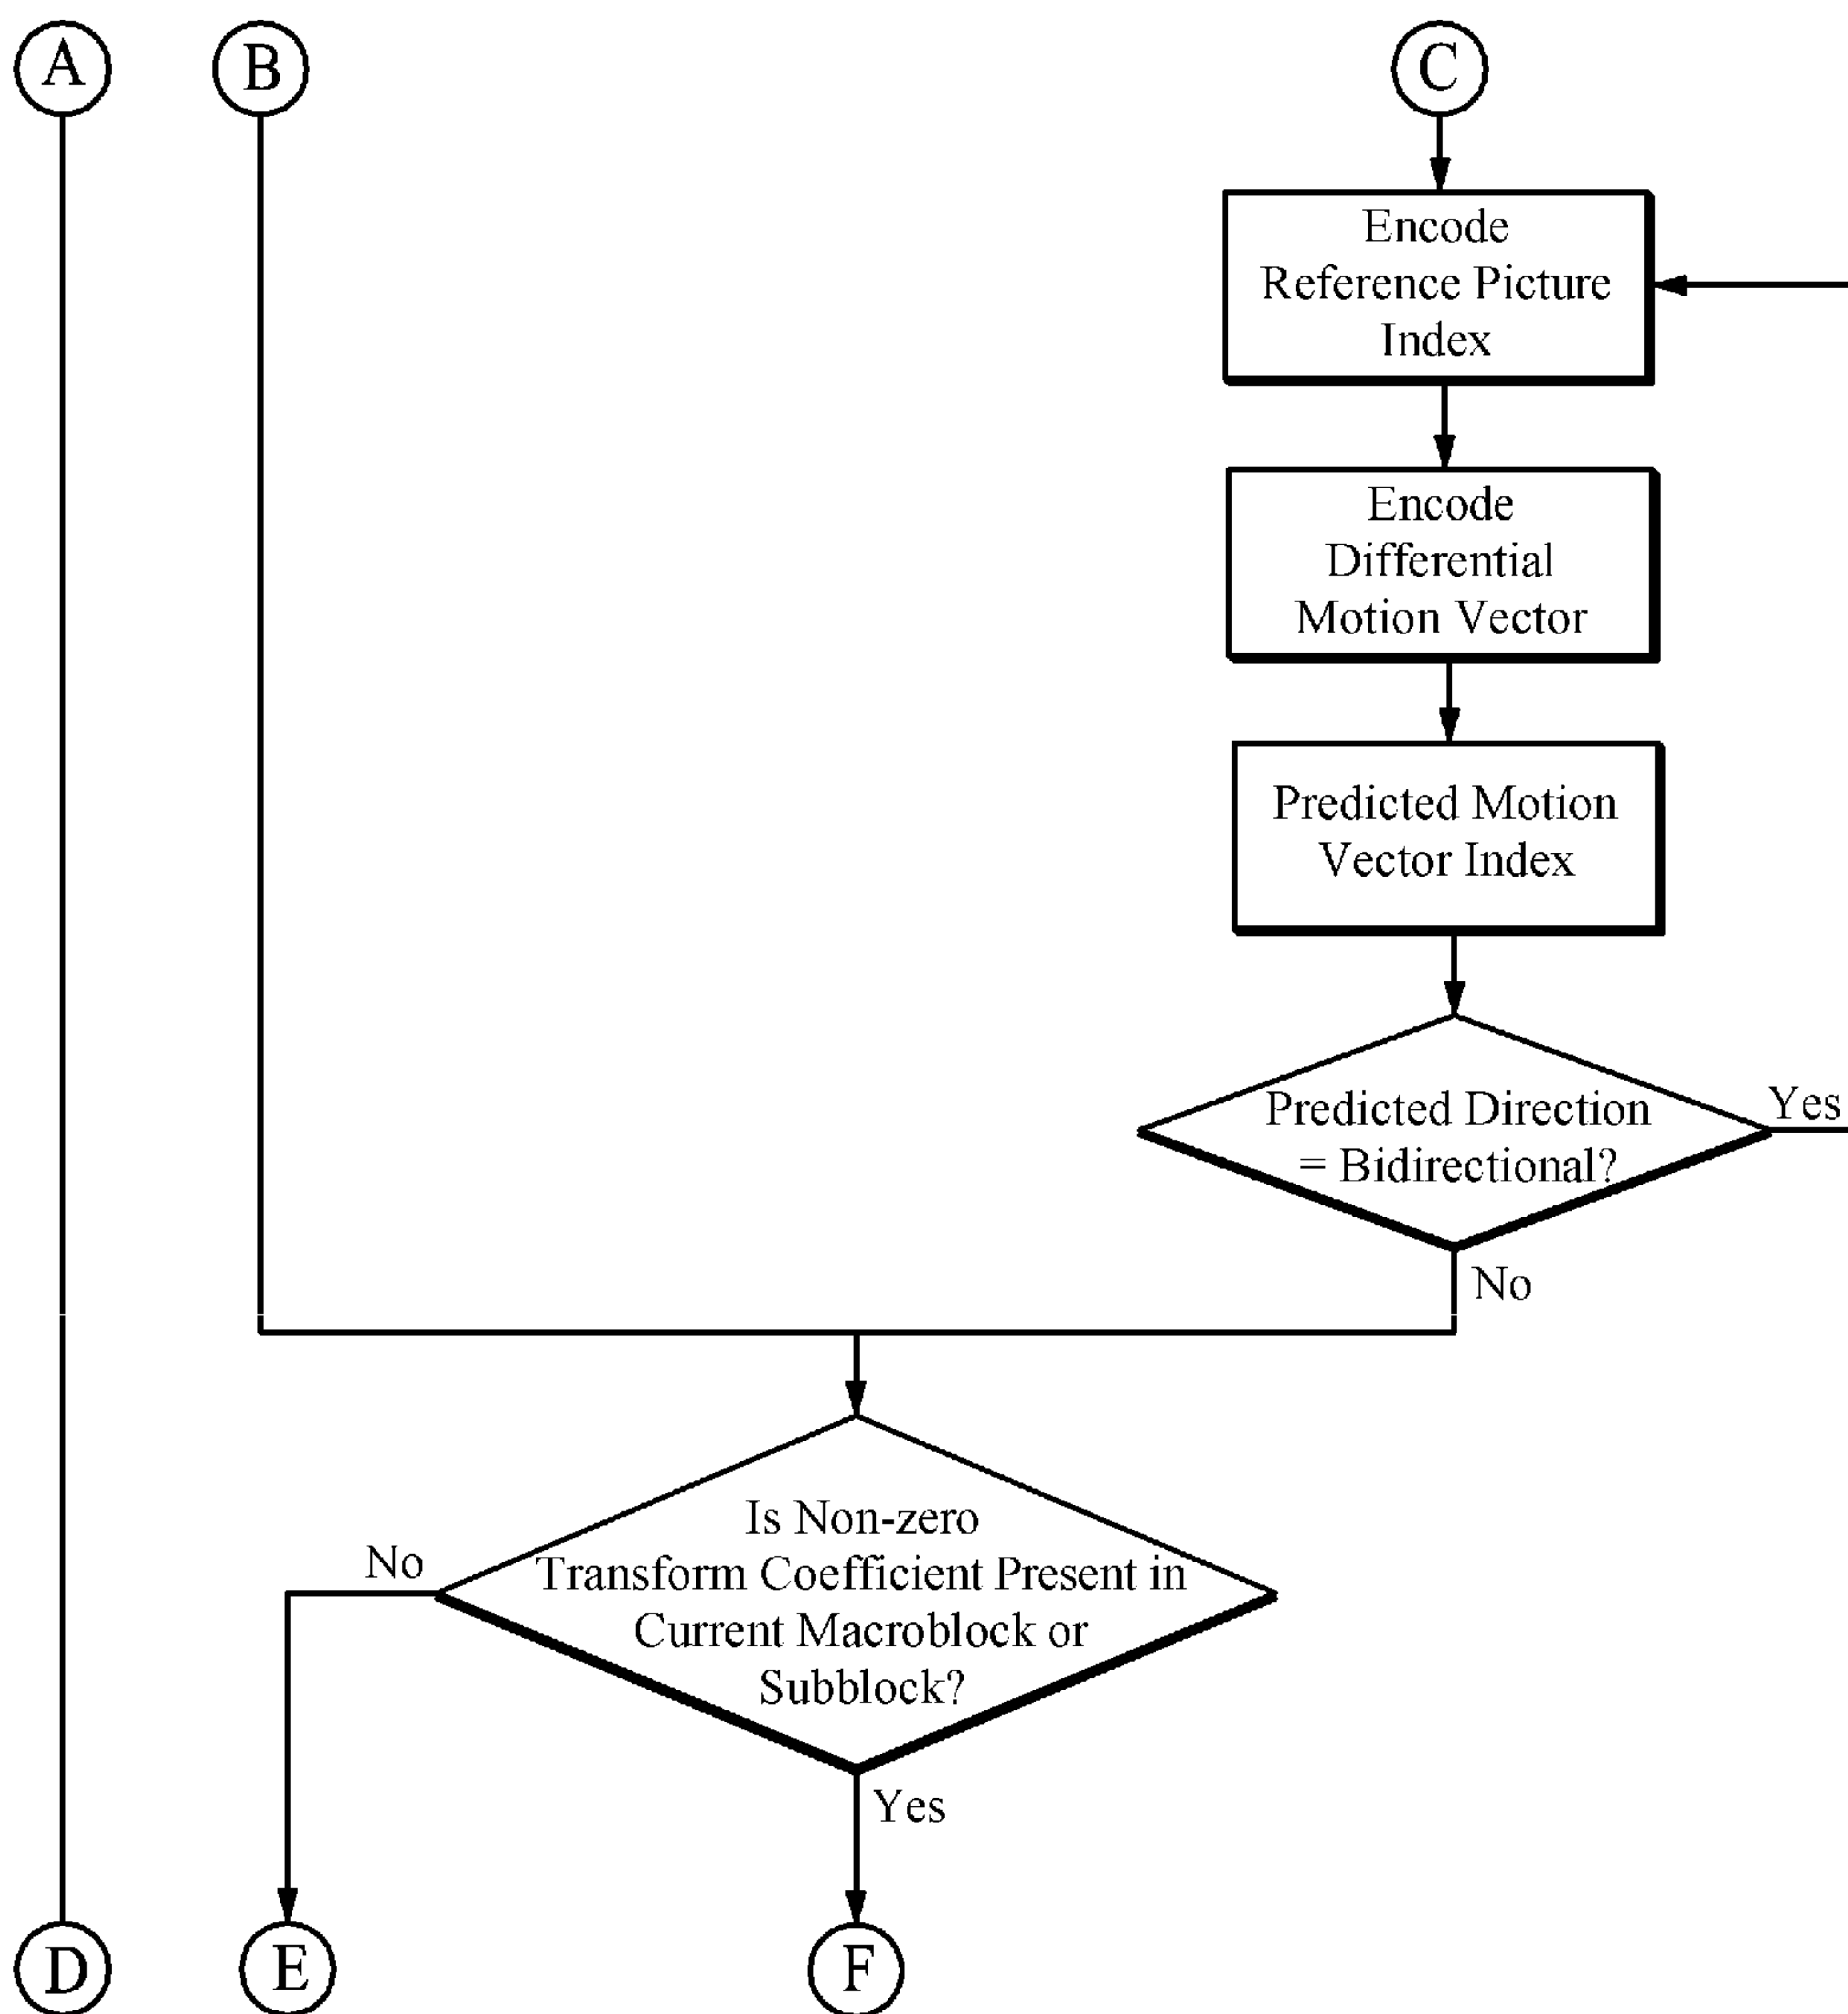 A
B
C
Encode
Reference Picture
Index
Encode
Differential
Motion Vector
Predicted Motion
Vector Index
Predicted Direction
= Bidirectional?
Yes
No
Is Non-zero
Transform Coefficient Present in
Current Macroblock or
Subblock?
No
Yes
D
E
F